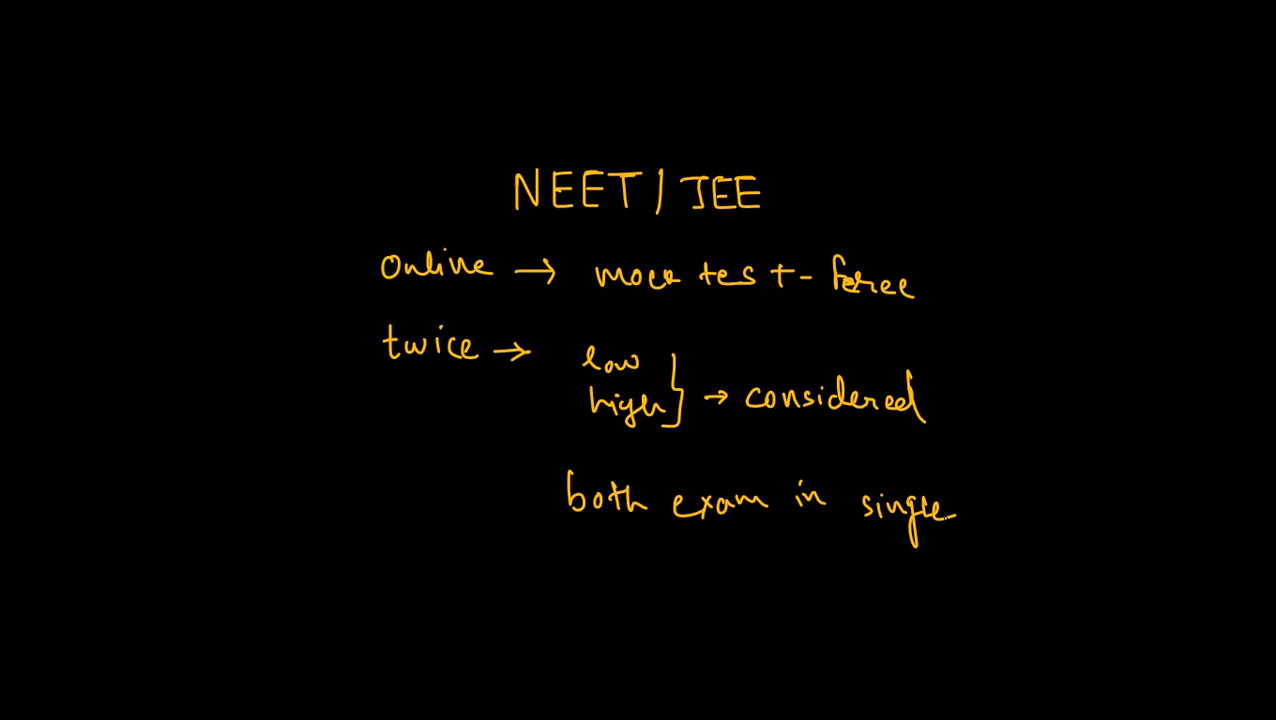 NEET / JEE
Online → mock test - free
twice → low
high } → considered
both exam in single